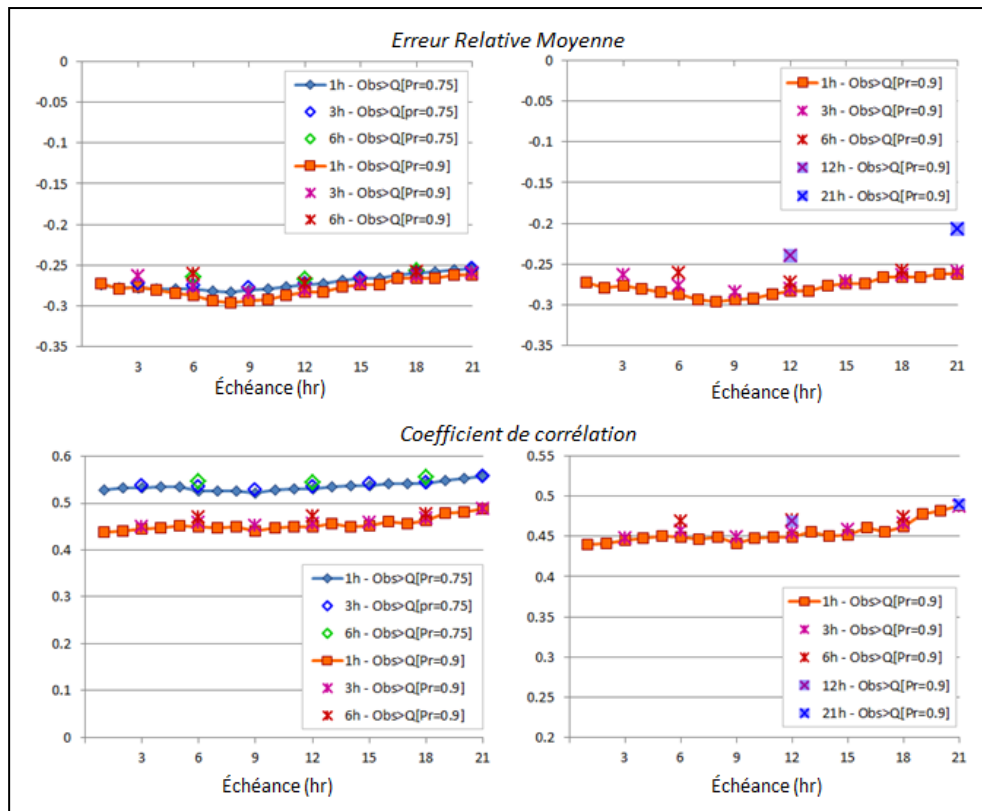 Erreur Relative Moyenne
0
-0.05
-0.1
-0.15
-0.2
-0.25
-0.3
-0.35
1h - Obs>Q[Pr=0.75]
3h - Obs>Q[pr=0.75]
6h - Obs>Q[Pr=0.75]
1h - Obs>Q[Pr=0.9]
3h - Obs>Q[Pr=0.9]
6h - Obs>Q[Pr=0.9]
3 6 9 12 15 18 21
Échéance (hr)
0
-0.05
-0.1
-0.15
-0.2
-0.25
-0.3
-0.35
1h - Obs>Q[Pr=0.9]
3h - Obs>Q[Pr=0.9]
6h - Obs>Q[Pr=0.9]
12h - Obs>Q[Pr=0.9]
21h - Obs>Q[Pr=0.9]
3 6 9 12 15 18 21
Échéance (hr)
Coefficient de corrélation
0.6
0.5
0.4
0.3
0.2
0.1
0
1h - Obs>Q[Pr=0.75]
3h - Obs>Q[pr=0.75]
6h - Obs>Q[Pr=0.75]
1h - Obs>Q[Pr=0.9]
3h - Obs>Q[Pr=0.9]
6h - Obs>Q[Pr=0.9]
3 6 9 12 15 18 21
Échéance (hr)
0.55
0.5
0.45
0.4
0.35
0.3
0.25
0.2
1h - Obs>Q[Pr=0.9]
3h - Obs>Q[Pr=0.9]
6h - Obs>Q[Pr=0.9]
12h - Obs>Q[Pr=0.9]
21h - Obs>Q[Pr=0.9]
3 6 9 12 15 18 21
Échéance (hr)